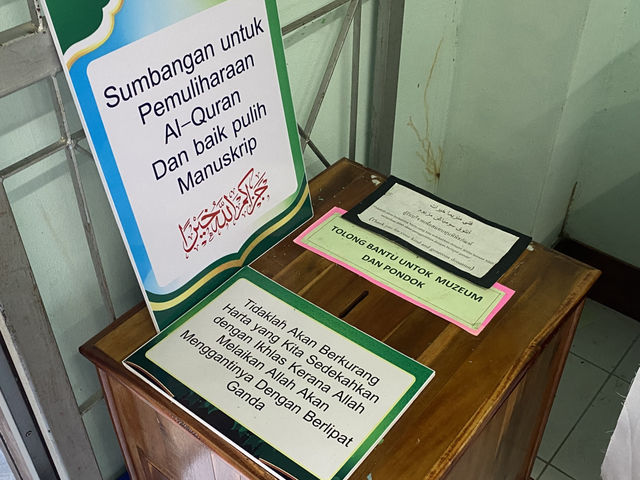 Sumbangan untuk
Pemuliharaan
Al-Quran
Dan baik pulih
Manuskrip
جزاكم الله خيرا
TOLONG BANTU UNTUK MUZEUM
DAN PONDOK
Tidaklah Akan Berkurang
Harta yang Kita Sedekahkan
dengan Ikhlas Kerana Allah
Melaikan Allah Akan
Menggantinya Dengan Berlipat
Ganda